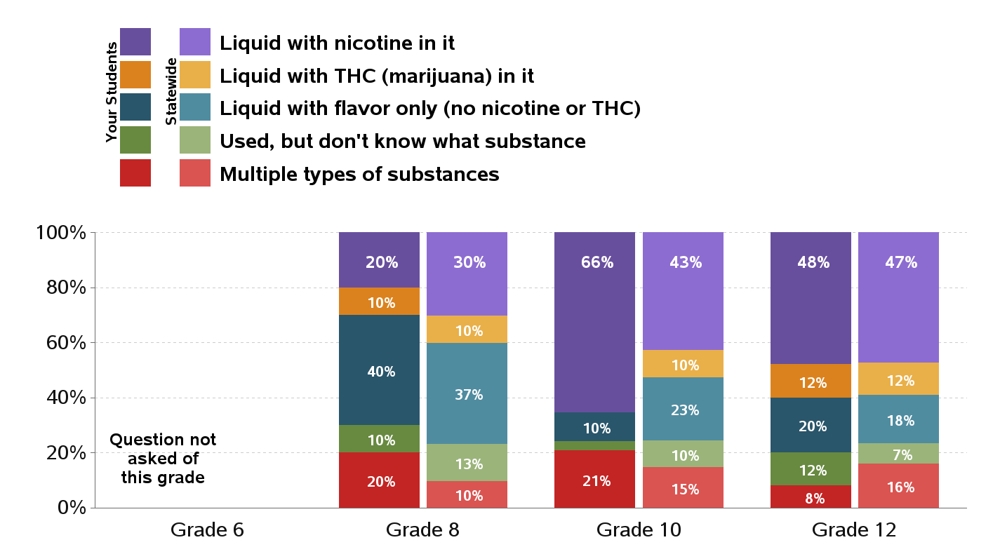 Your Students
Statewide
Liquid with nicotine in it
Liquid with THC (marijuana) in it
Liquid with flavor only (no nicotine or THC)
Used, but don't know what substance
Multiple types of substances
100%
80%
60%
40%
20%
0%
Question not
asked of
this grade
20%
10%
40%
10%
20%
30%
10%
37%
13%
10%
66%
10%
21%
43%
10%
23%
10%
15%
48%
12%
20%
12%
8%
47%
12%
18%
7%
16%
Grade 6
Grade 8
Grade 10
Grade 12